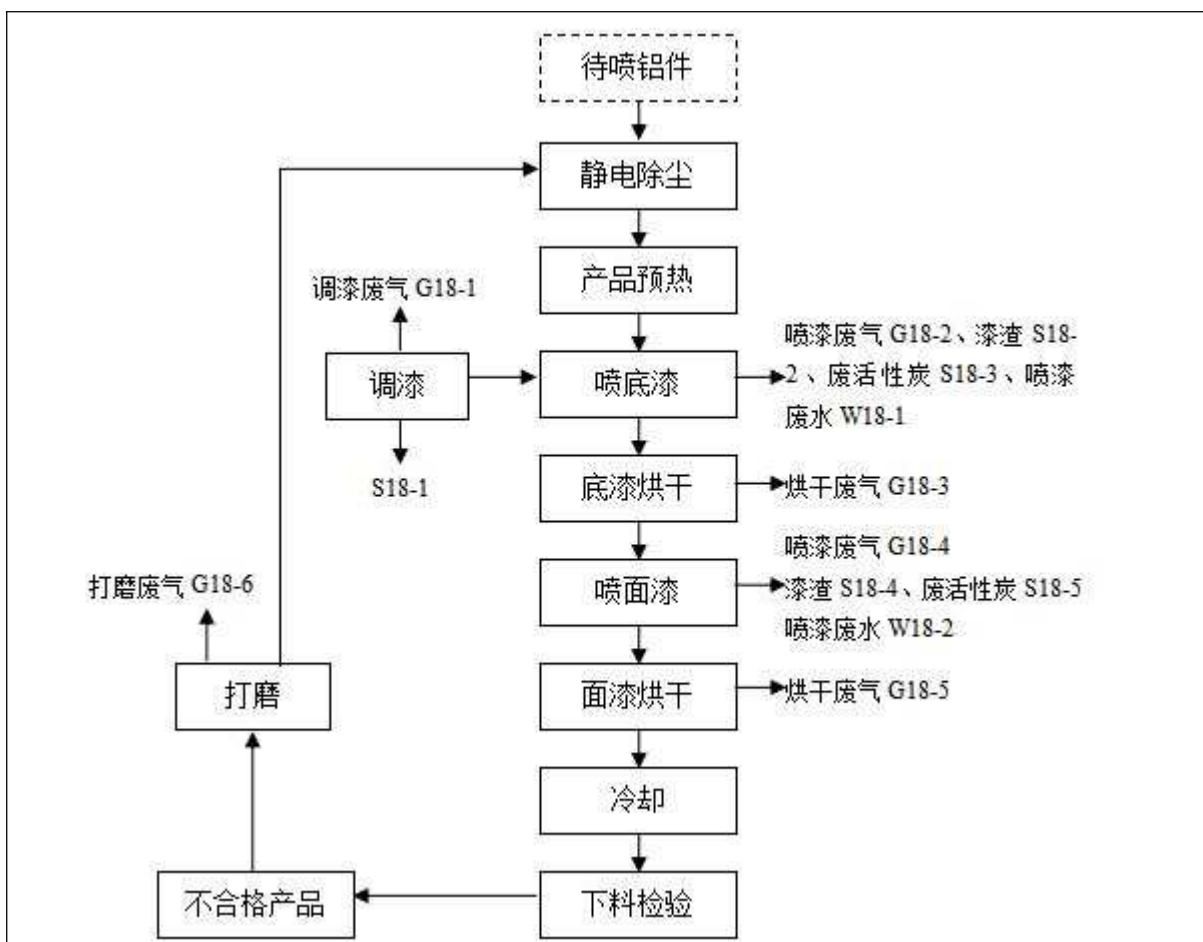 待喷铝件
静电除尘
产品预热
调漆废气 G18-1
喷漆废气 G18-2、漆渣 S18-
2、废活性炭 S18-3、喷漆
废水 W18-1
调漆
喷底漆
S18-1
底漆烘干
烘干废气 G18-3
喷漆废气 G18-4
漆渣 S18-4、废活性炭 S18-5
喷漆废水 W18-2
喷面漆
打磨废气 G18-6
打磨
面漆烘干
烘干废气 G18-5
冷却
不合格产品
下料检验